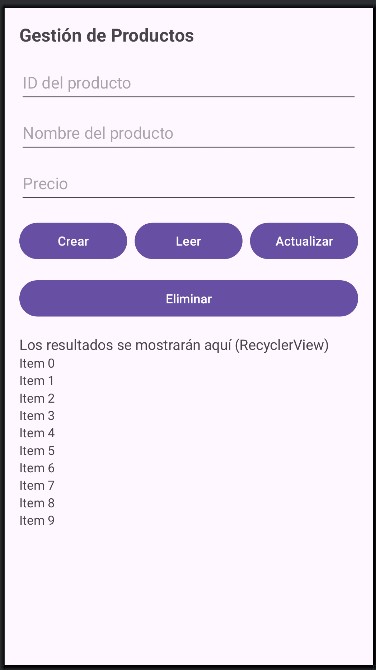 Gestión de Productos
ID del producto
Nombre del producto
Precio
Crear Leer Actualizar
Eliminar
Los resultados se mostrarán aquí (RecyclerView)
Item 0
Item 1
Item 2
Item 3
Item 4
Item 5
Item 6
Item 7
Item 8
Item 9